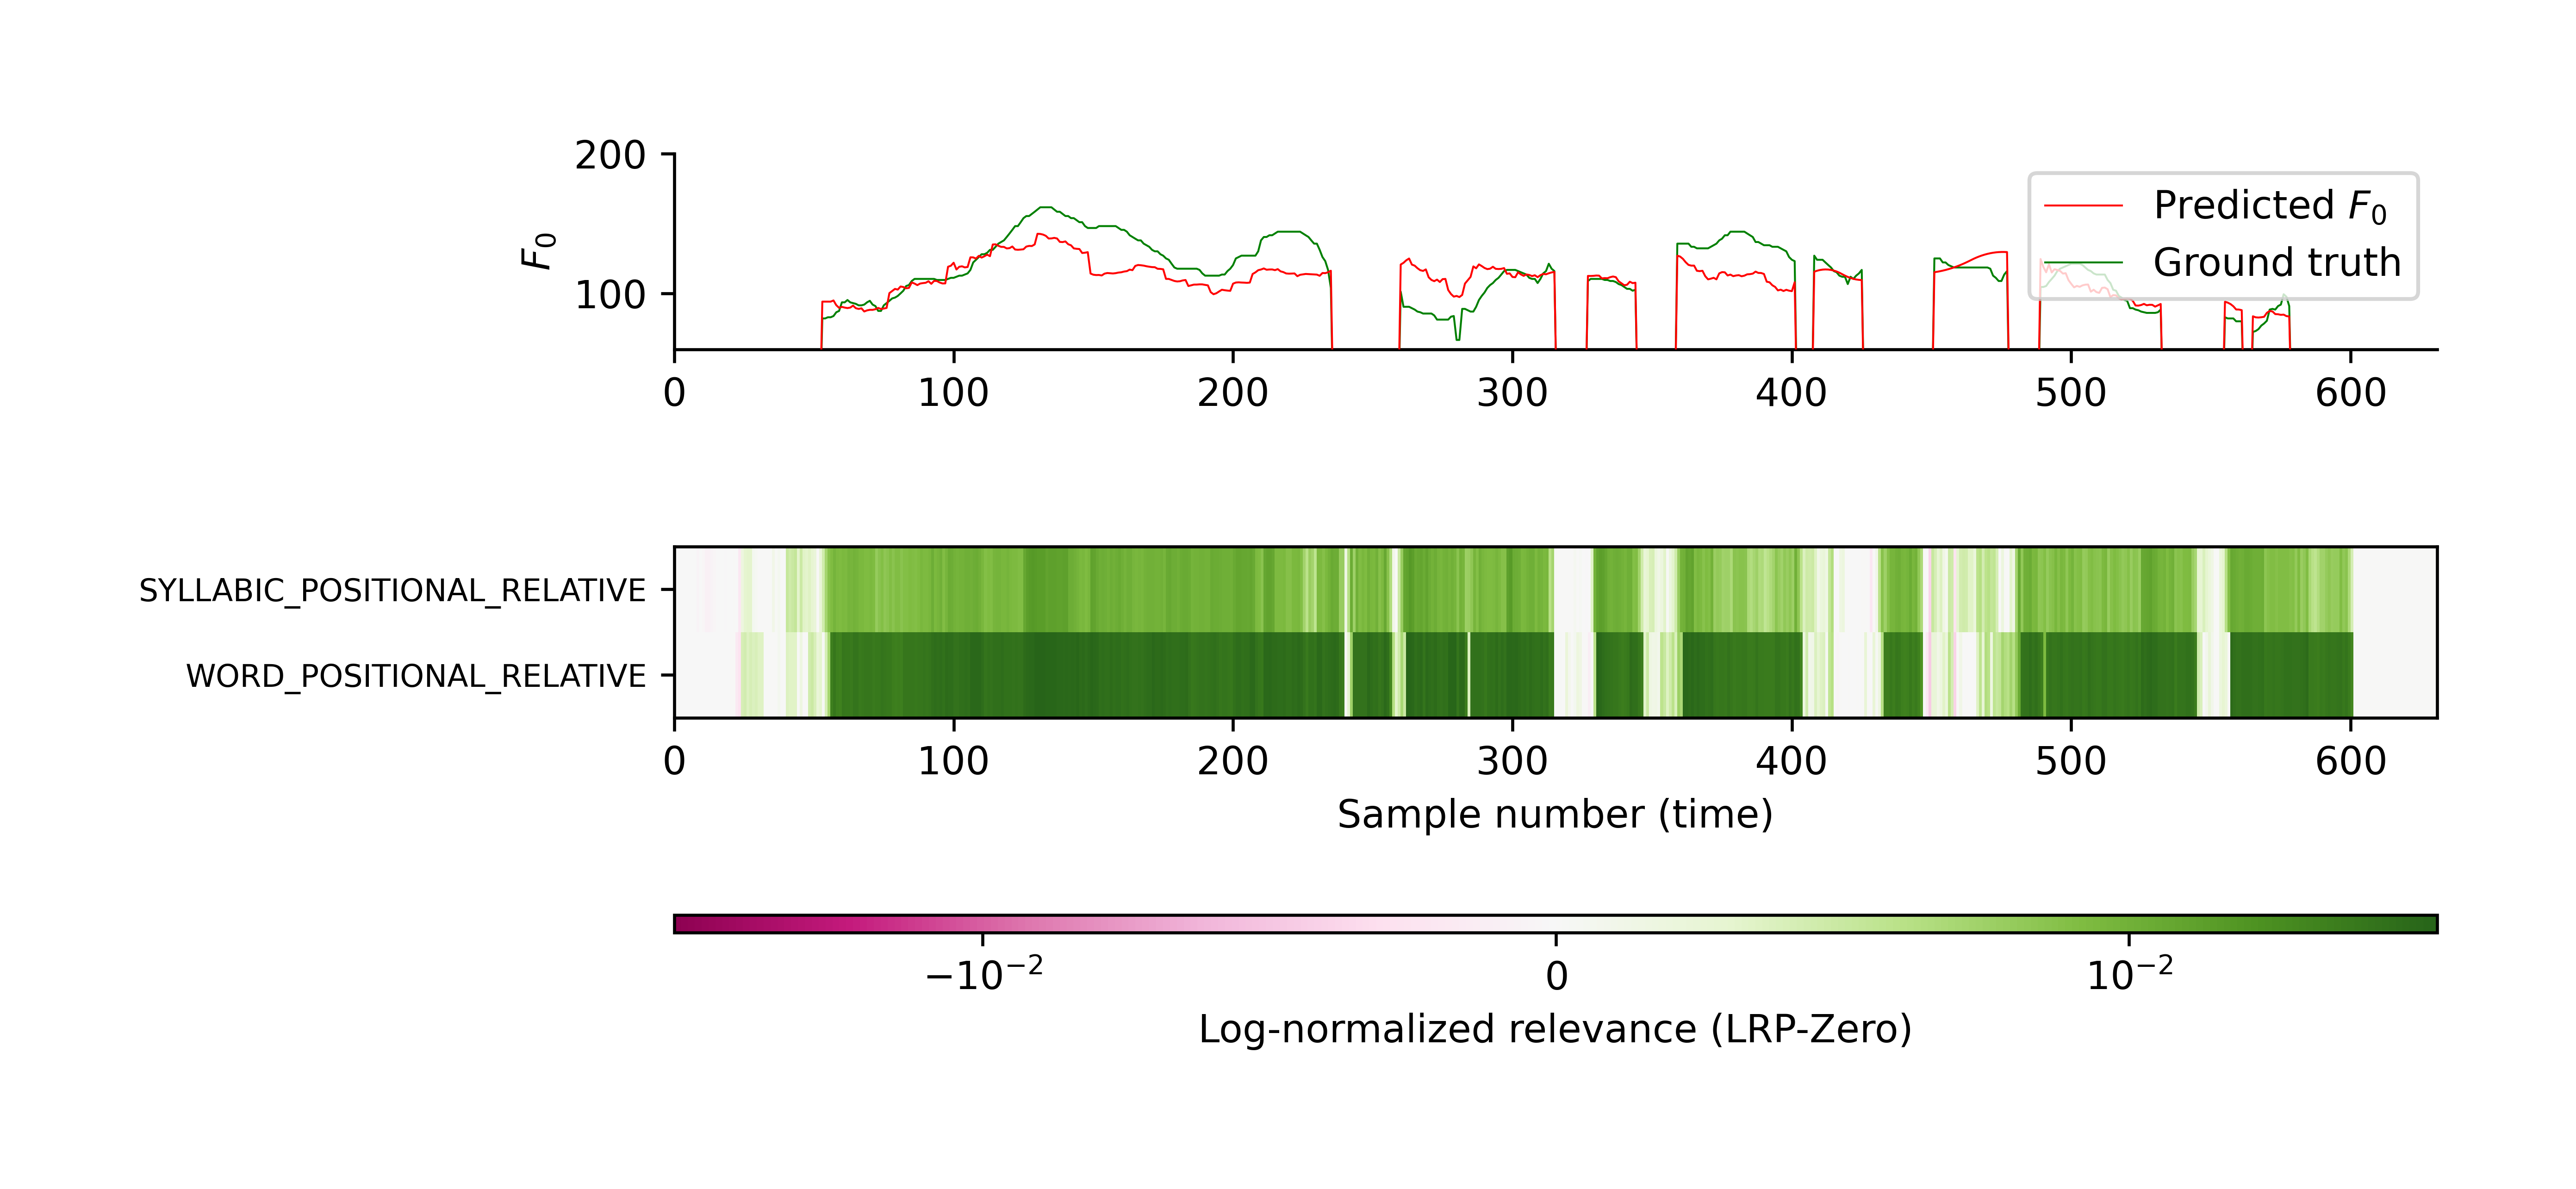 200
100
F₀
Predicted F₀
Ground truth
0 100 200 300 400 500 600
SYLLABIC_POSITIONAL_RELATIVE
WORD_POSITIONAL_RELATIVE
0 100 200 300 400 500 600
Sample number (time)
−10⁻² 0 10⁻²
Log-normalized relevance (LRP-Zero)